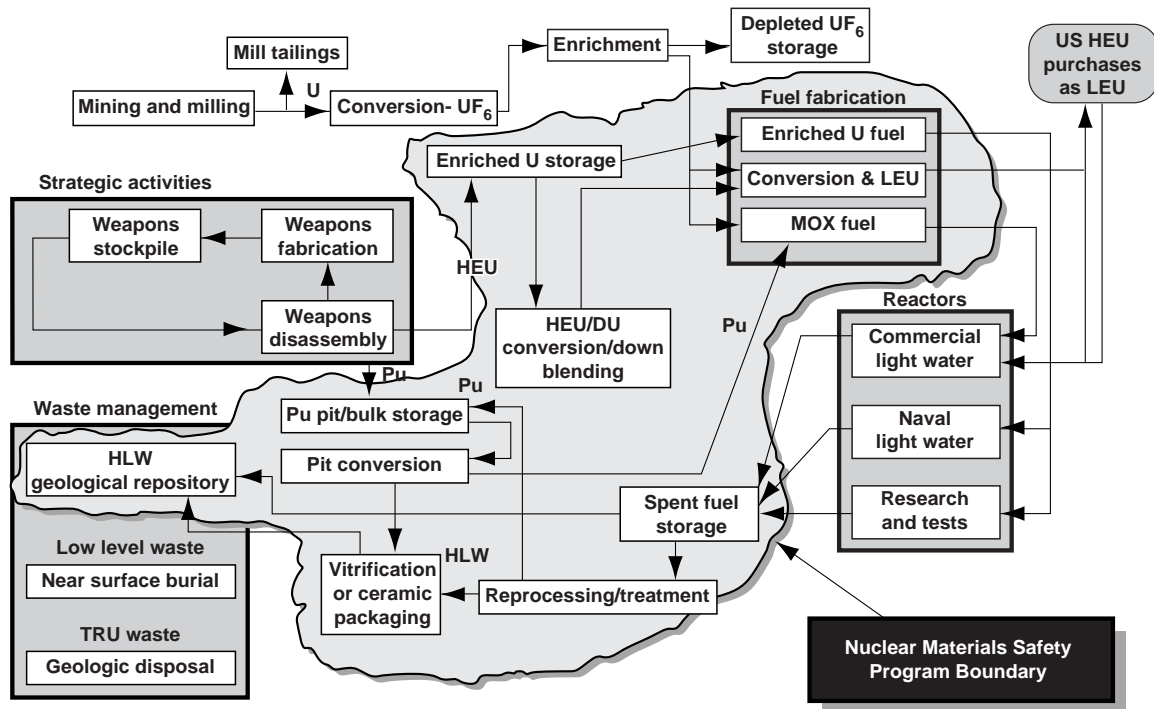 Mill tailings
Mining and milling
U
Conversion- UF6
Enrichment
Depleted UF6
storage
US HEU
purchases
as LEU
Fuel fabrication
Enriched U fuel
Conversion & LEU
MOX fuel
Enriched U storage
Strategic activities
Weapons
stockpile
Weapons
fabrication
Weapons
disassembly
HEU
HEU/DU
conversion/down
blending
Pu
Reactors
Commercial
light water
Naval
light water
Research
and tests
Pu
Pu
Pu pit/bulk storage
Pit conversion
Waste management
HLW
geological repository
Low level waste
Near surface burial
TRU waste
Geologic disposal
Spent fuel
storage
HLW
Vitrification
or ceramic
packaging
Reprocessing/treatment
Nuclear Materials Safety
Program Boundary